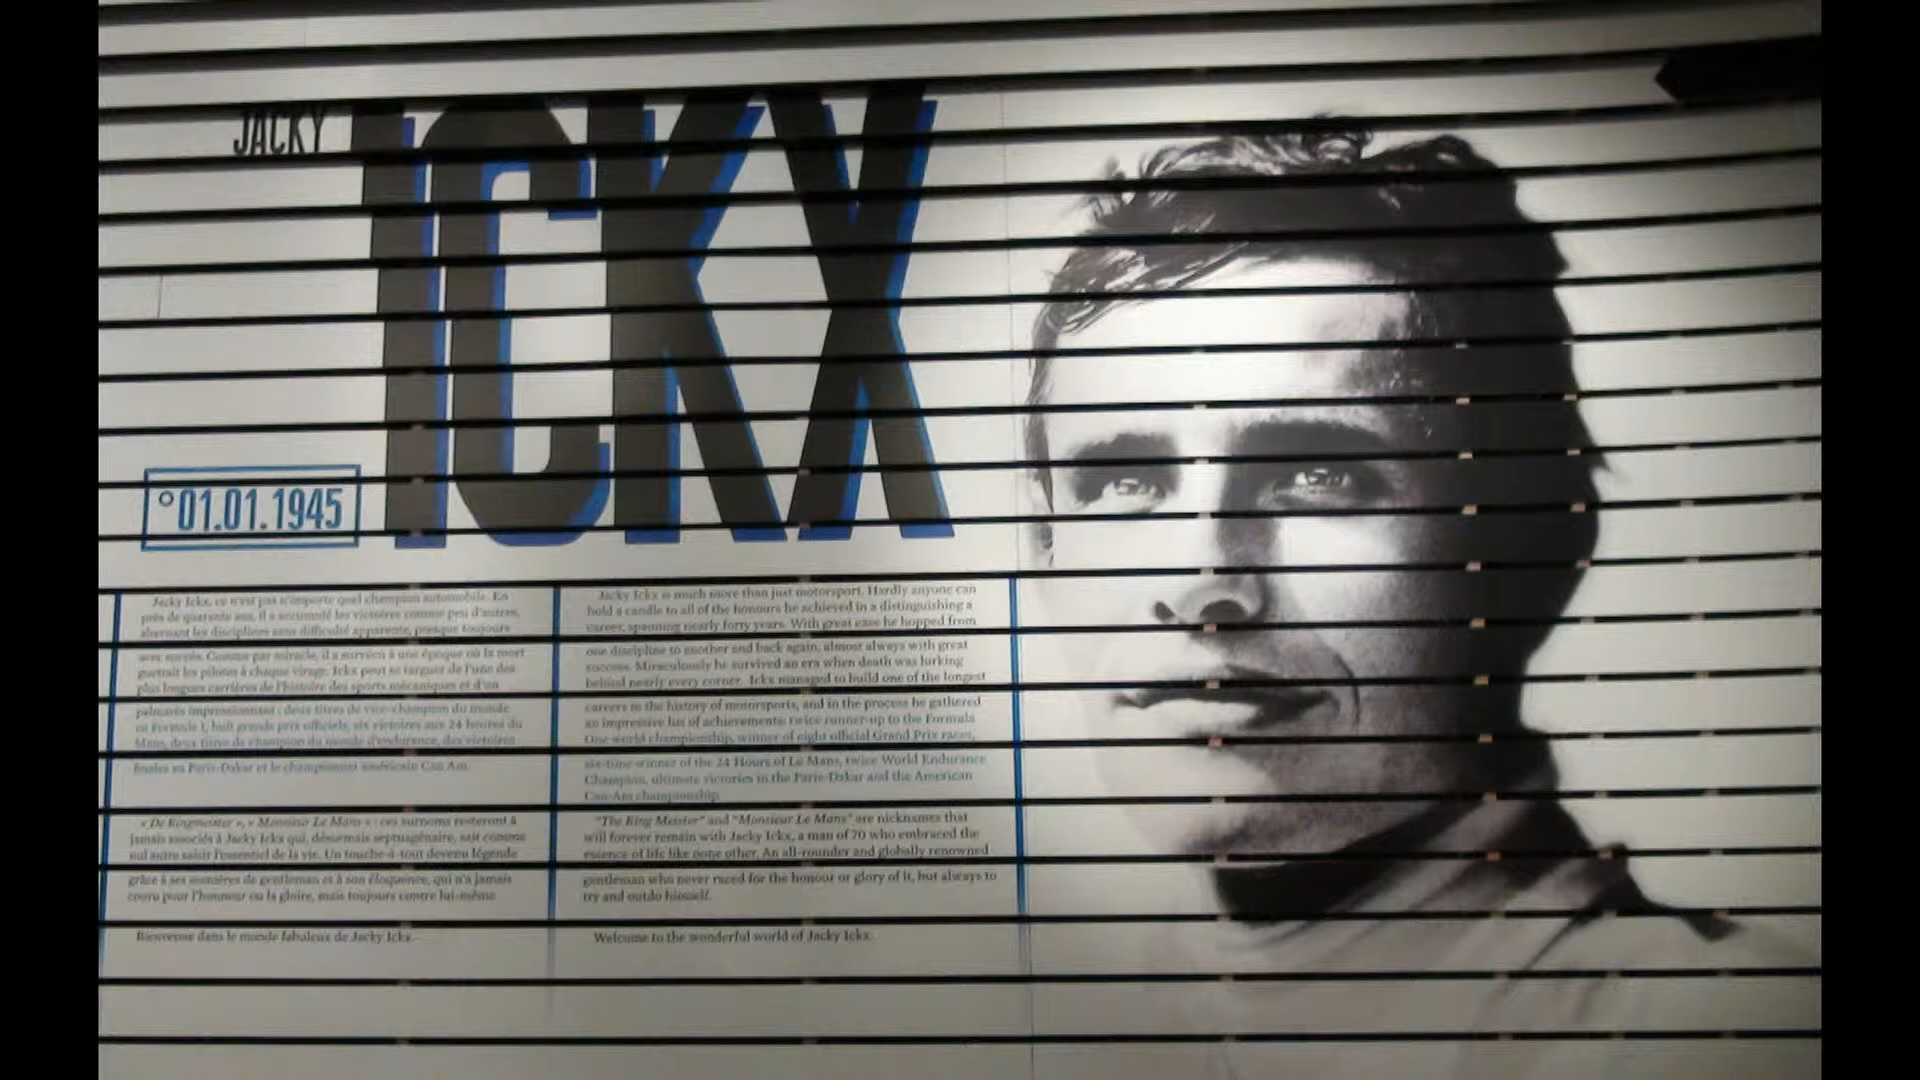 JACKY
ICKX
°01.01.1945
Jacky Ickx, ce n'est pas n'importe quel champion automobile. En
près de quarante ans, il a accumulé les victoires comme peu d'autres,
alternant les disciplines sans difficulté apparente, presque toujours
avec succès. Comme par miracle, il a survécu à une époque où la mort
guettait les pilotes à chaque virage. Ickx peut se targuer de l'une des
plus longues carrières de l'histoire des sports mécaniques et d'un
palmarès impressionnant : deux titres de vice-champion du monde
en Formule 1, huit grands prix officiels, six victoires aux 24 heures du
Mans, deux titres de champion du monde d'endurance, des victoires
finales au Paris-Dakar et le championnat américain Can Am.
« De Ringmeister », « Monsieur Le Mans » : ces surnoms resteront à
jamais associés à Jacky Ickx qui, désormais septuagénaire, sait comme
nul autre saisir l'essentiel de la vie. Un touche-à-tout devenu légende
grâce à ses manières de gentleman et à son éloquence, qui n'a jamais
couru pour l'honneur ou la gloire, mais toujours contre lui-même
Bienvenue dans le monde fabuleux de Jacky Ickx.
Jacky Ickx is much more than just motorsport. Hardly anyone can
hold a candle to all of the honours he achieved in a distinguishing a
career, spanning nearly forty years. With great ease he hopped from
one discipline to another and back again, almost always with great
success. Miraculously he survived an era when death was lurking
behind nearly every corner. Ickx managed to build one of the longest
careers in the history of motorsports, and in the process he gathered
an impressive list of achievements: twice runner-up to the Formula
One world championship, winner of eight official Grand Prix races,
six-time winner of the 24 Hours of Le Mans, twice World Endurance
Champion, ultimate victories in the Paris-Dakar and the American
Can-Am championship.
"The Ring Meister" and "Monsieur Le Mans" are nicknames that
will forever remain with Jacky Ickx, a man of 70 who embraced the
essence of life like none other. An all-rounder and globally renowned
gentleman who never raced for the honour or glory of it, but always to
try and outdo himself.
Welcome to the wonderful world of Jacky Ickx.